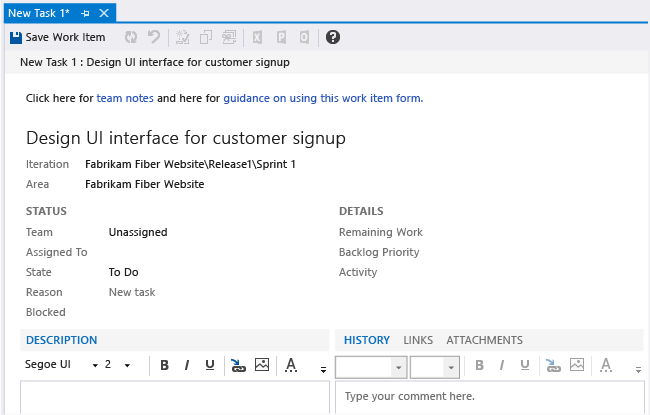 New Task 1*
Save Work Item
New Task 1 : Design UI interface for customer signup
Click here for team notes and here for guidance on using this work item form.
Design UI interface for customer signup
Iteration Fabrikam Fiber Website\Release1\Sprint 1
Area Fabrikam Fiber Website
STATUS
Team Unassigned
Assigned To
State To Do
Reason New task
Blocked
DETAILS
Remaining Work
Backlog Priority
Activity
DESCRIPTION
Segoe UI 2 B I U A
HISTORY LINKS ATTACHMENTS
B I U A
Type your comment here.